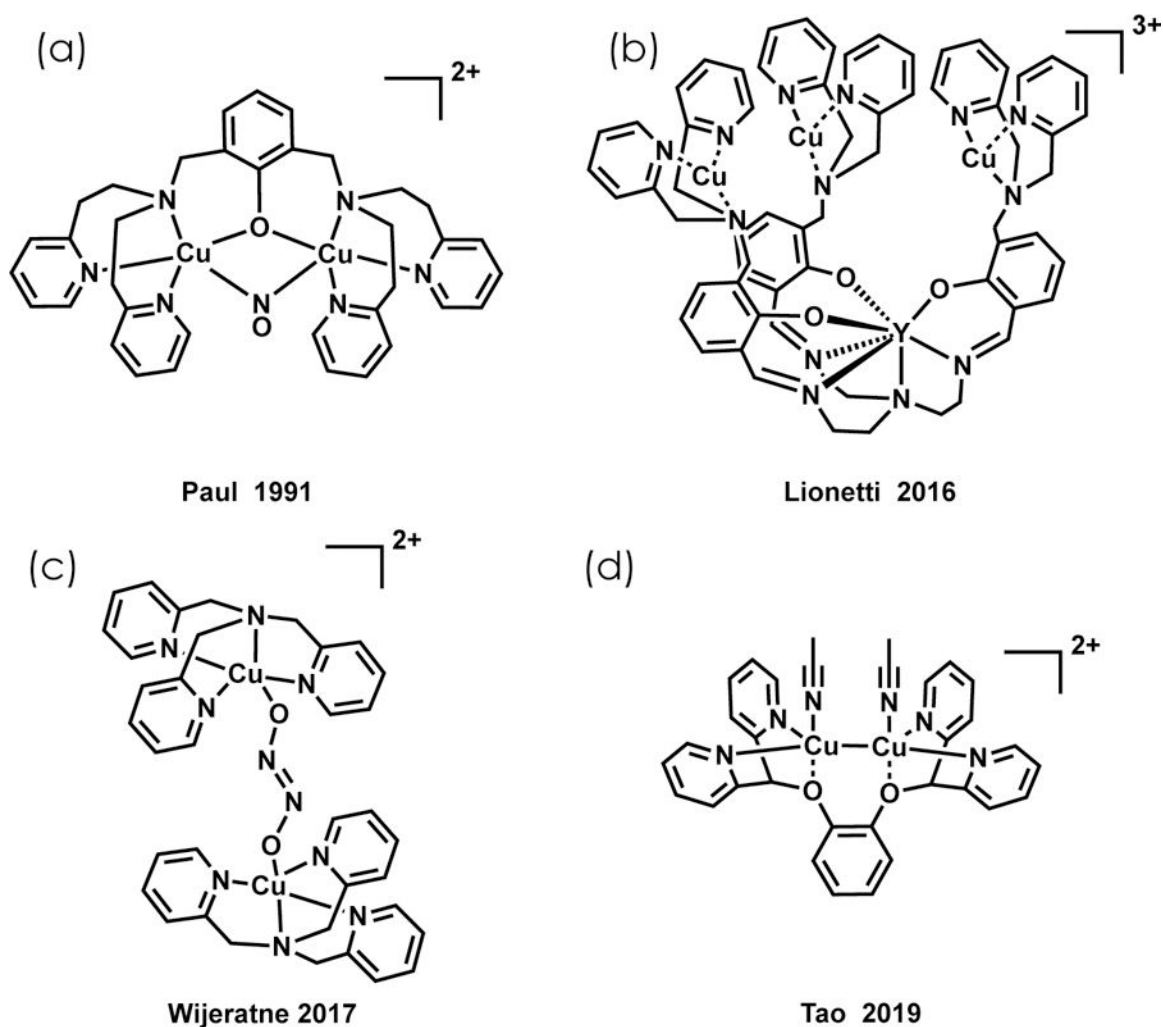 (a)
2+
N N
O
Cu Cu
N N
N N N
O
Paul 1991
(b)
3+
N N N N
Cu
N N Cu
Cu N N
N
O O
O Y
N N
N N
Lionetti 2016
(c)
2+
N
N
Cu N
N O
N
N
O
N
N Cu
N
N
Wijeratne 2017
(d)
2+
N N
N N
N Cu Cu N
O O
Tao 2019